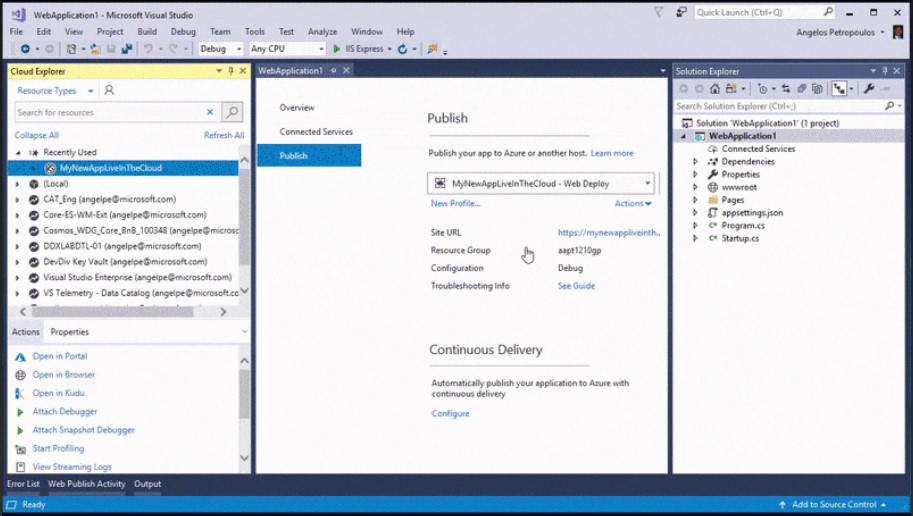 WebApplication1 - Microsoft Visual Studio
Quick Launch (Ctrl+Q)
File Edit View Project Build Debug Team Tools Test Analyze Window Help
Angelos Petropoulos
Debug Any CPU IIS Express
Cloud Explorer
Resource Types
Search for resources
Collapse All Refresh All
Recently Used
MyNewAppLiveInTheCloud
(Local)
CAT_Eng (angelpe@microsoft.com)
Core-ES-WM-Ext (angelpe@microsoft.com)
Cosmos_WDG_Core_BnB_100348 (angelpe@micros
DDXLABDTL-01 (angelpe@microsoft.com)
DevDiv Key Vault (angelpe@microsoft.com)
Visual Studio Enterprise (angelpe@microsoft.com)
VS Telemetry - Data Catalog (angelpe@microsoft.co
Actions Properties
Open in Portal
Open in Browser
Open in Kudu
Attach Debugger
Attach Snapshot Debugger
Start Profiling
View Streaming Logs
WebApplication1
Overview
Connected Services
Publish
Publish
Publish your app to Azure or another host. Learn more
MyNewAppLiveInTheCloud - Web Deploy
New Profile... Actions
Site URL https://mynewappliveinth...
Resource Group aapt1210gp
Configuration Debug
Troubleshooting Info See Guide
Continuous Delivery
Automatically publish your application to Azure with
continuous delivery
Configure
Solution Explorer
Search Solution Explorer (Ctrl+;)
Solution 'WebApplication1' (1 project)
WebApplication1
Connected Services
Dependencies
Properties
wwwroot
Pages
appsettings.json
C# Program.cs
C# Startup.cs
Error List Web Publish Activity Output
Ready Add to Source Control